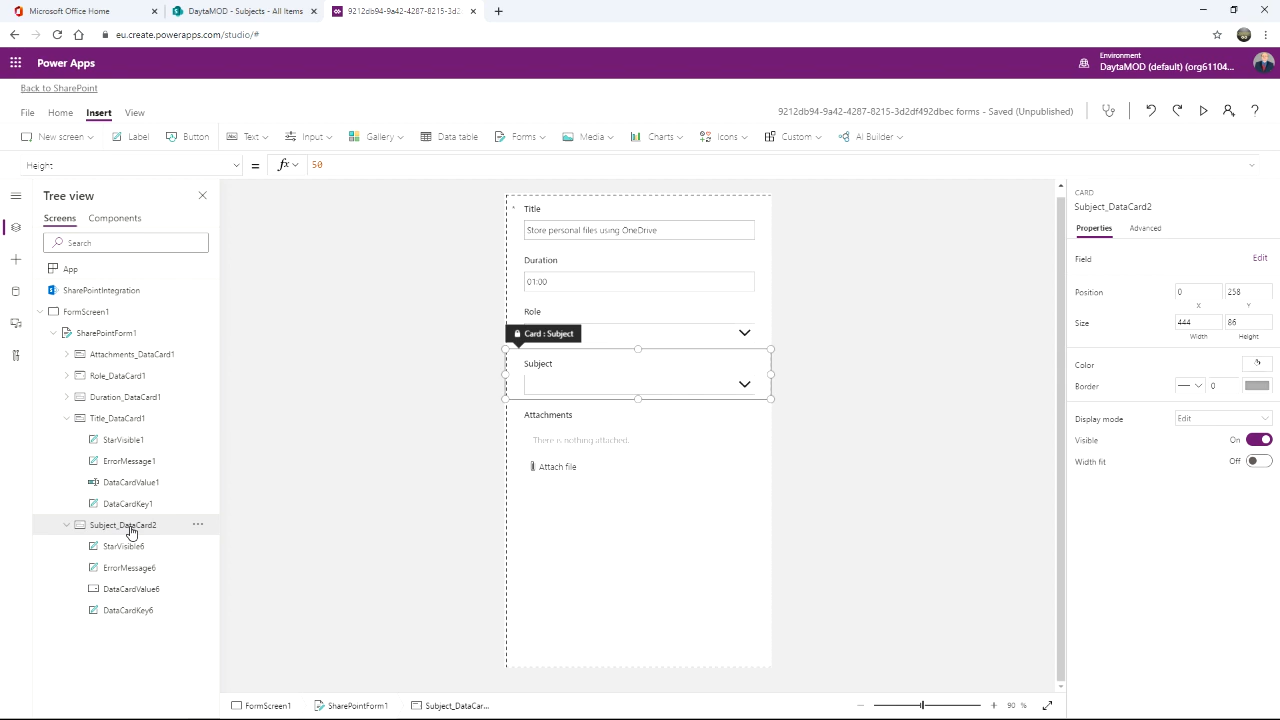 Microsoft Office Home
DaytaMOD - Subjects - All Items
9212db94-9a42-4287-8215-3d2
eu.create.powerapps.com/studio/#
Power Apps
Environment
DaytaMOD (default) (org61104...
Back to SharePoint
File Home Insert View
9212db94-9a42-4287-8215-3d2df492dbec forms - Saved (Unpublished)
New screen Label Button Text Input Gallery Data table Forms Media Charts Icons Custom AI Builder
Height = fx 50
Tree view
Screens Components
Search
App
SharePointIntegration
FormScreen1
SharePointForm1
Attachments_DataCard1
Role_DataCard1
Duration_DataCard1
Title_DataCard1
StarVisible1
ErrorMessage1
DataCardValue1
DataCardKey1
Subject_DataCard2 ...
StarVisible6
ErrorMessage6
DataCardValue6
DataCardKey6
* Title
Store personal files using OneDrive
Duration
01:00
Role
Card : Subject
Subject
Attachments
There is nothing attached.
Attach file
CARD
Subject_DataCard2
Properties Advanced
Field Edit
Position 0 258
X Y
Size 444 86
Width Height
Color
Border 0
Display mode Edit
Visible On
Width fit Off
FormScreen1 SharePointForm1 Subject_DataCar... — + 90 %